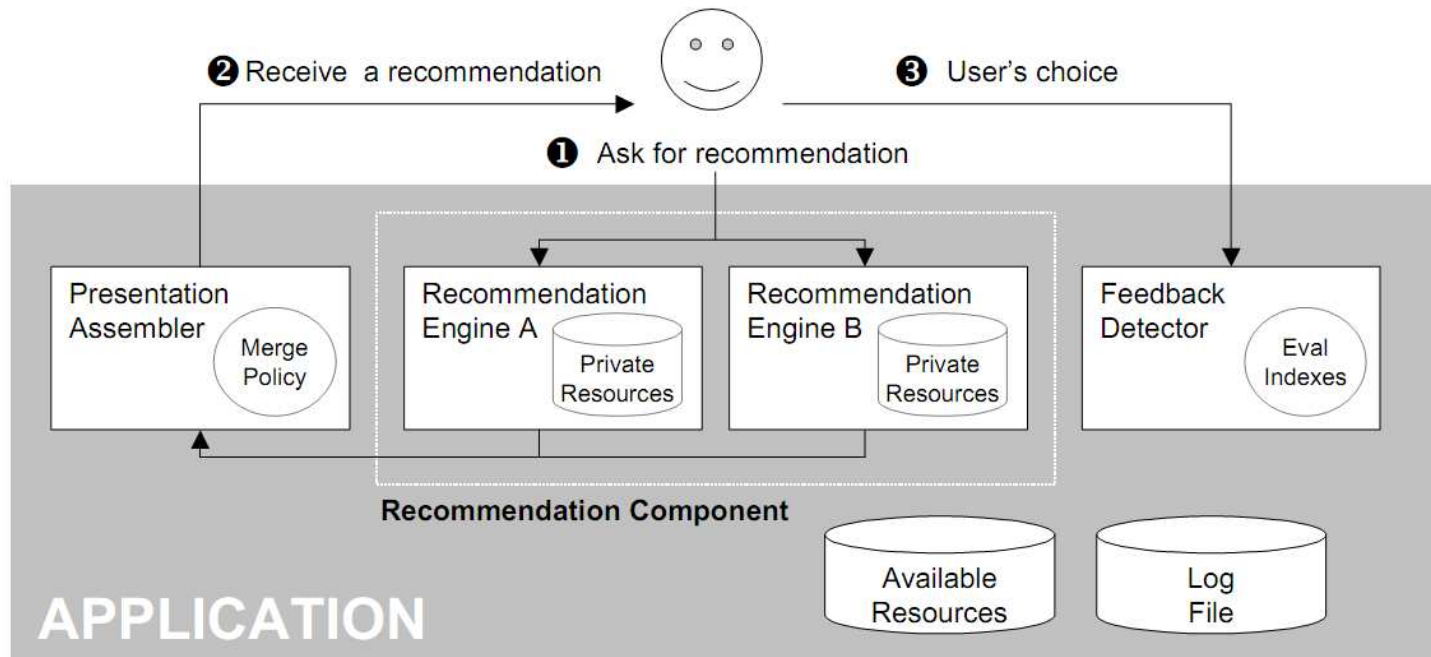 ❷ Receive a recommendation
❸ User's choice
❶ Ask for recommendation
Presentation
Assembler
Merge
Policy
Recommendation
Engine A
Private
Resources
Recommendation
Engine B
Private
Resources
Feedback
Detector
Eval
Indexes
Recommendation Component
Available
Resources
Log
File
APPLICATION